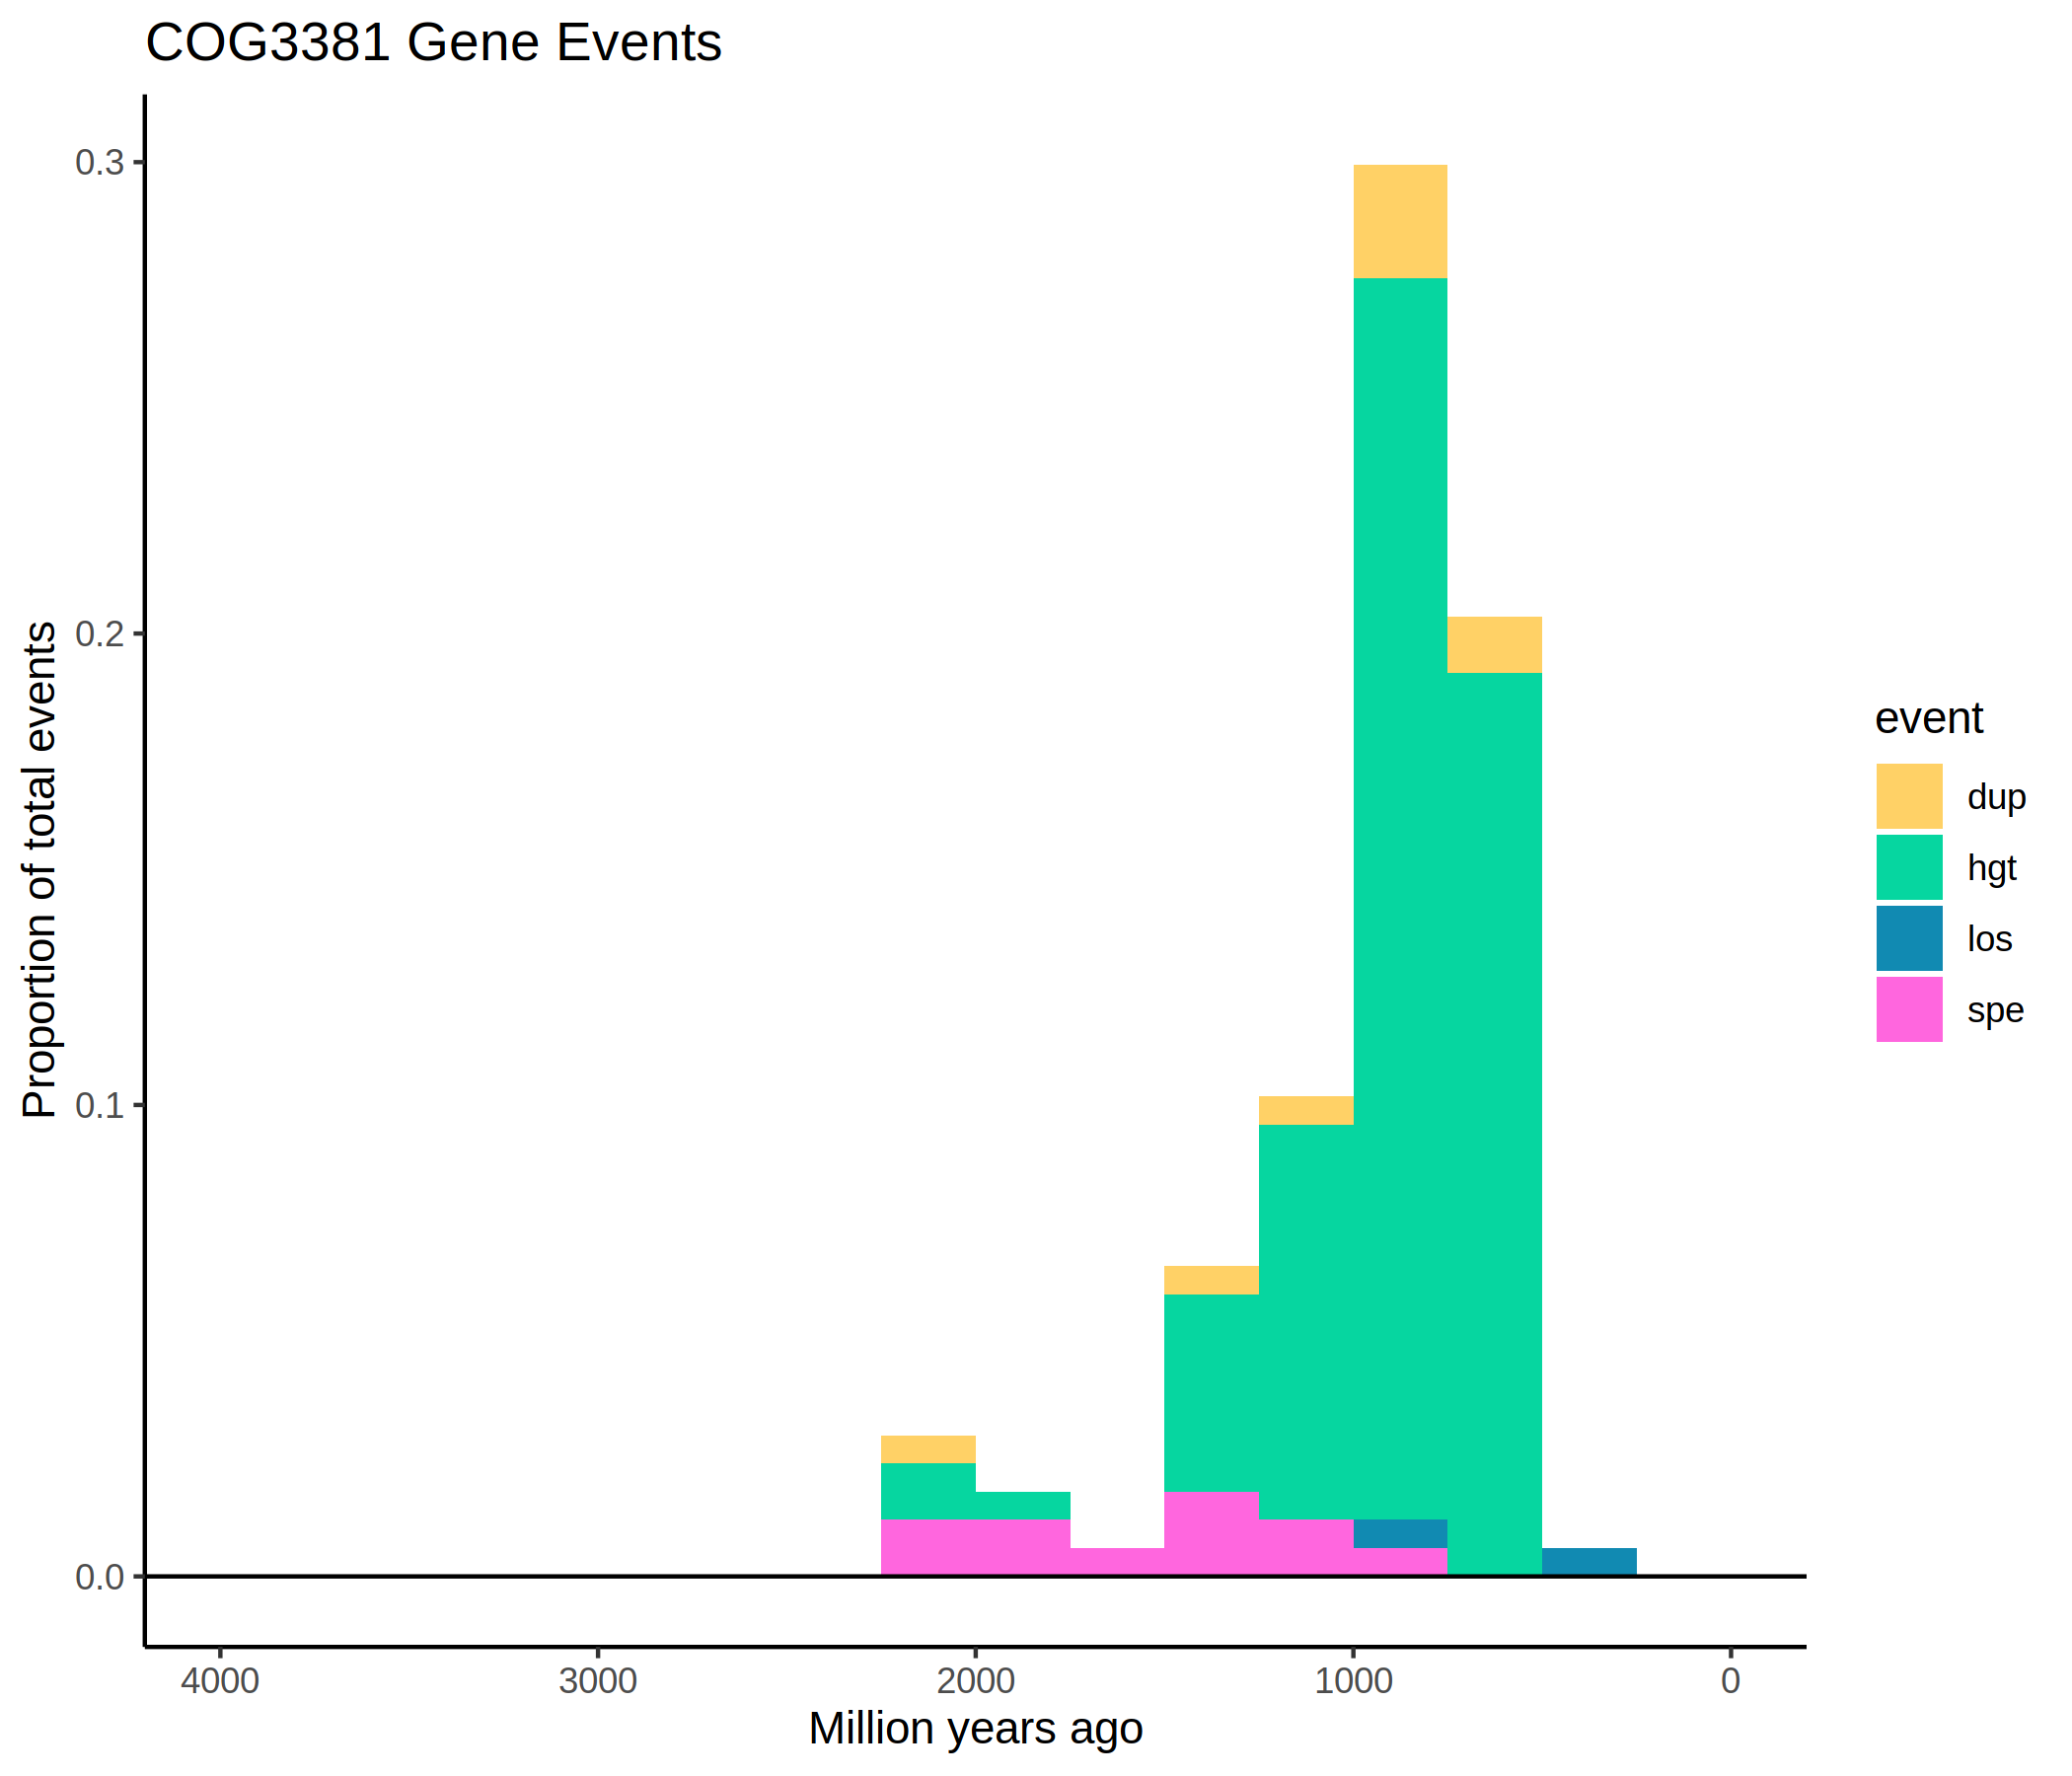 COG3381 Gene Events
Proportion of total events
0.3
0.2
0.1
0.0
4000 3000 2000 1000 0
Million years ago
event
dup
hgt
los
spe